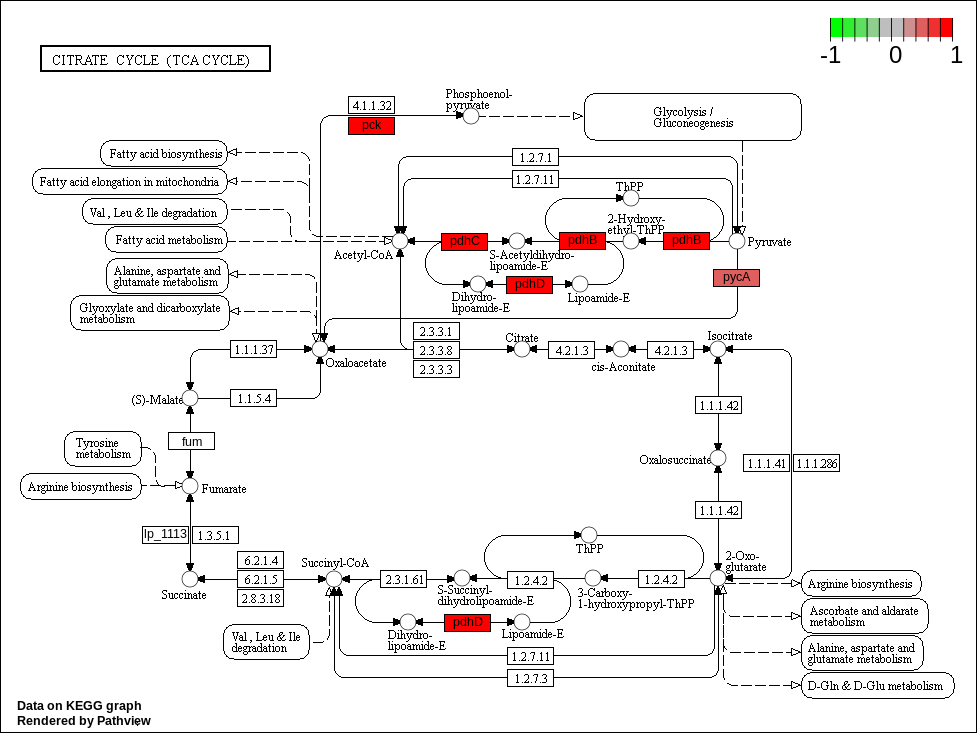 CITRATE CYCLE (TCA CYCLE)
-1 0 1
4.1.1.32
pck
Phosphoenol-
pyruvate
Glycolysis /
Gluconeogenesis
Fatty acid biosynthesis
Fatty acid elongation in mitochondria
Val, Leu & Ile degradation
Fatty acid metabolism
1.2.7.1
1.2.7.11
ThPP
2-Hydroxy-
ethyl-ThPP
Acetyl-CoA
pdhC
S-Acetyldihydro-
lipoamide-E
pdhB
pdhB
Pyruvate
pycA
Alanine, aspartate and
glutamate metabolism
Dihydro-
lipoamide-E
pdhD
Lipoamide-E
Glyoxylate and dicarboxylate
metabolism
1.1.1.37
Oxaloacetate
2.3.3.1
2.3.3.8
2.3.3.3
Citrate
4.2.1.3
cis-Aconitate
4.2.1.3
Isocitrate
(S)-Malate
1.1.5.4
1.1.1.42
Tyrosine
metabolism
fum
Oxalosuccinate
1.1.1.41
1.1.1.286
Arginine biosynthesis
Fumarate
1.1.1.42
lp_1113
1.3.5.1
ThPP
2-Oxo-
glutarate
Succinate
6.2.1.4
6.2.1.5
2.8.3.18
Succinyl-CoA
2.3.1.61
S-Succinyl-
dihydrolipoamide-E
1.2.4.2
3-Carboxy-
1-hydroxypropyl-ThPP
1.2.4.2
Arginine biosynthesis
Ascorbate and aldarate
metabolism
Val, Leu & Ile
degradation
Dihydro-
lipoamide-E
pdhD
Lipoamide-E
Alanine, aspartate and
glutamate metabolism
1.2.7.11
1.2.7.3
D-Gln & D-Glu metabolism
Data on KEGG graph
Rendered by Pathview